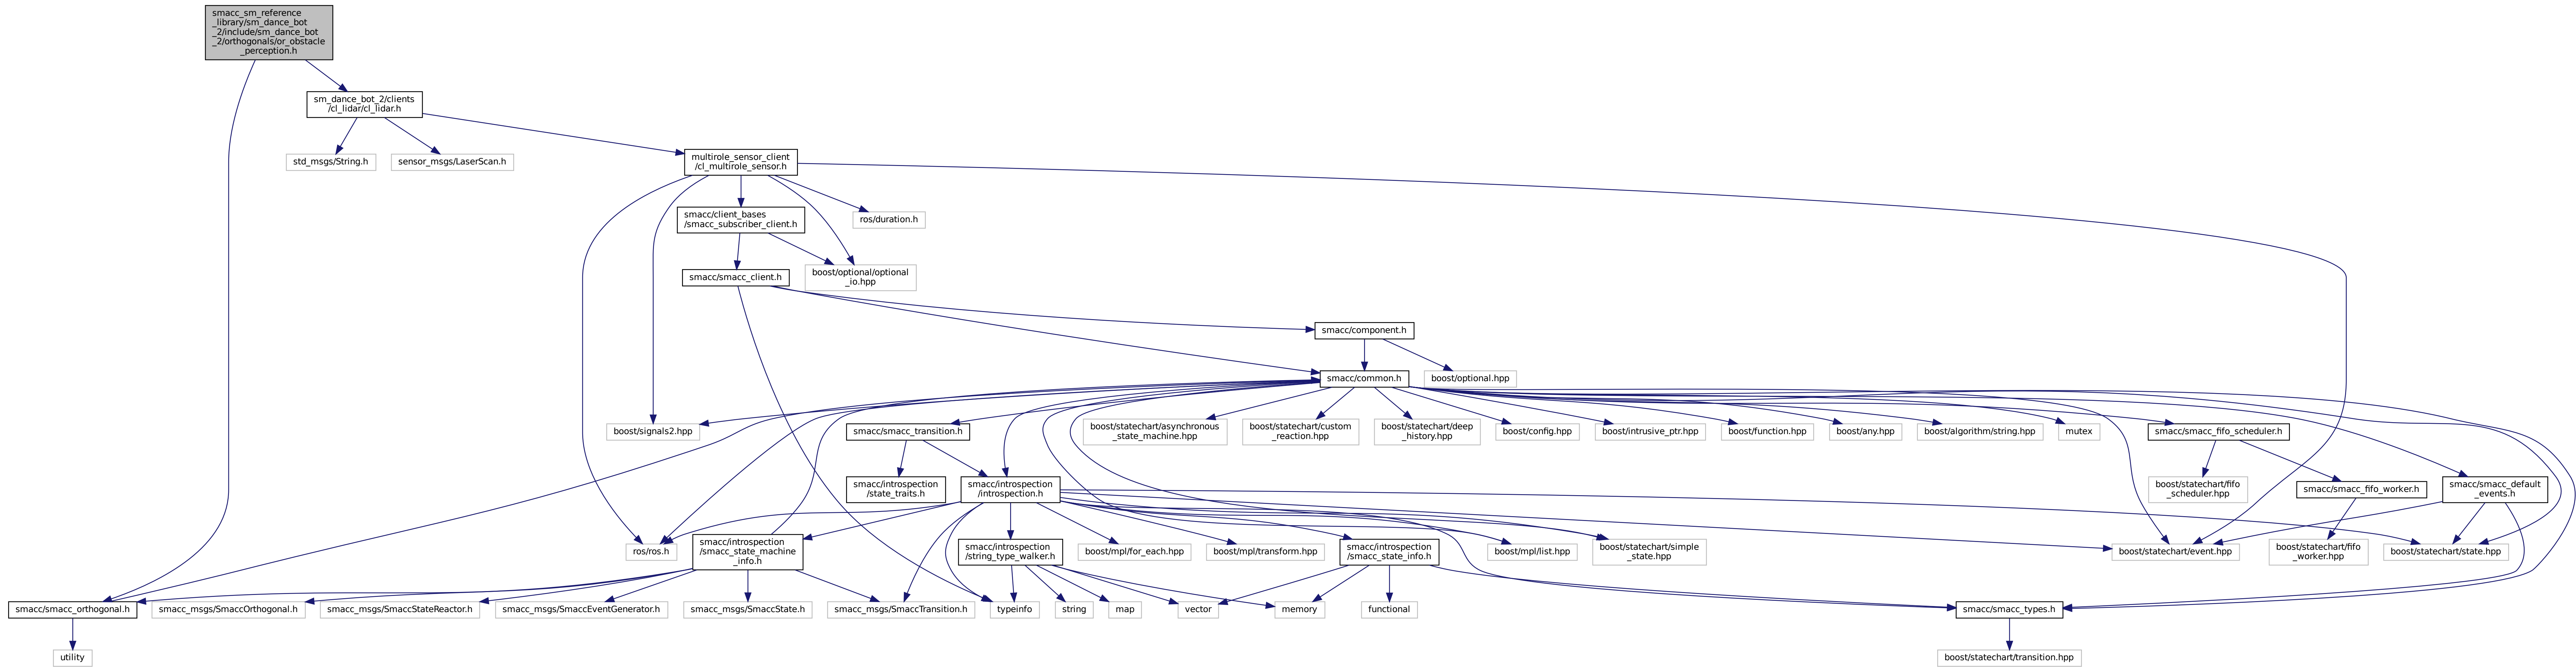 smacc_sm_reference
_library/sm_dance_bot
_2/include/sm_dance_bot
_2/orthogonals/or_obstacle
_perception.h
sm_dance_bot_2/clients
/cl_lidar/cl_lidar.h
std_msgs/String.h
sensor_msgs/LaserScan.h
multirole_sensor_client
/cl_multirole_sensor.h
smacc/client_bases
/smacc_subscriber_client.h
ros/duration.h
smacc/smacc_client.h
boost/optional/optional
_io.hpp
smacc/component.h
smacc/common.h
boost/optional.hpp
boost/signals2.hpp
smacc/smacc_transition.h
boost/statechart/asynchronous
_state_machine.hpp
boost/statechart/custom
_reaction.hpp
boost/statechart/deep
_history.hpp
boost/config.hpp
boost/intrusive_ptr.hpp
boost/function.hpp
boost/any.hpp
boost/algorithm/string.hpp
mutex
smacc/smacc_fifo_scheduler.h
smacc/introspection
/state_traits.h
smacc/introspection
/introspection.h
boost/statechart/fifo
_scheduler.hpp
smacc/smacc_fifo_worker.h
smacc/smacc_default
_events.h
ros/ros.h
smacc/introspection
/smacc_state_machine
_info.h
smacc/introspection
/string_type_walker.h
boost/mpl/for_each.hpp
boost/mpl/transform.hpp
smacc/introspection
/smacc_state_info.h
boost/mpl/list.hpp
boost/statechart/simple
_state.hpp
boost/statechart/event.hpp
boost/statechart/fifo
_worker.hpp
boost/statechart/state.hpp
smacc/smacc_orthogonal.h
smacc_msgs/SmaccOrthogonal.h
smacc_msgs/SmaccStateReactor.h
smacc_msgs/SmaccEventGenerator.h
smacc_msgs/SmaccState.h
smacc_msgs/SmaccTransition.h
typeinfo
string
map
vector
memory
functional
smacc/smacc_types.h
utility
boost/statechart/transition.hpp